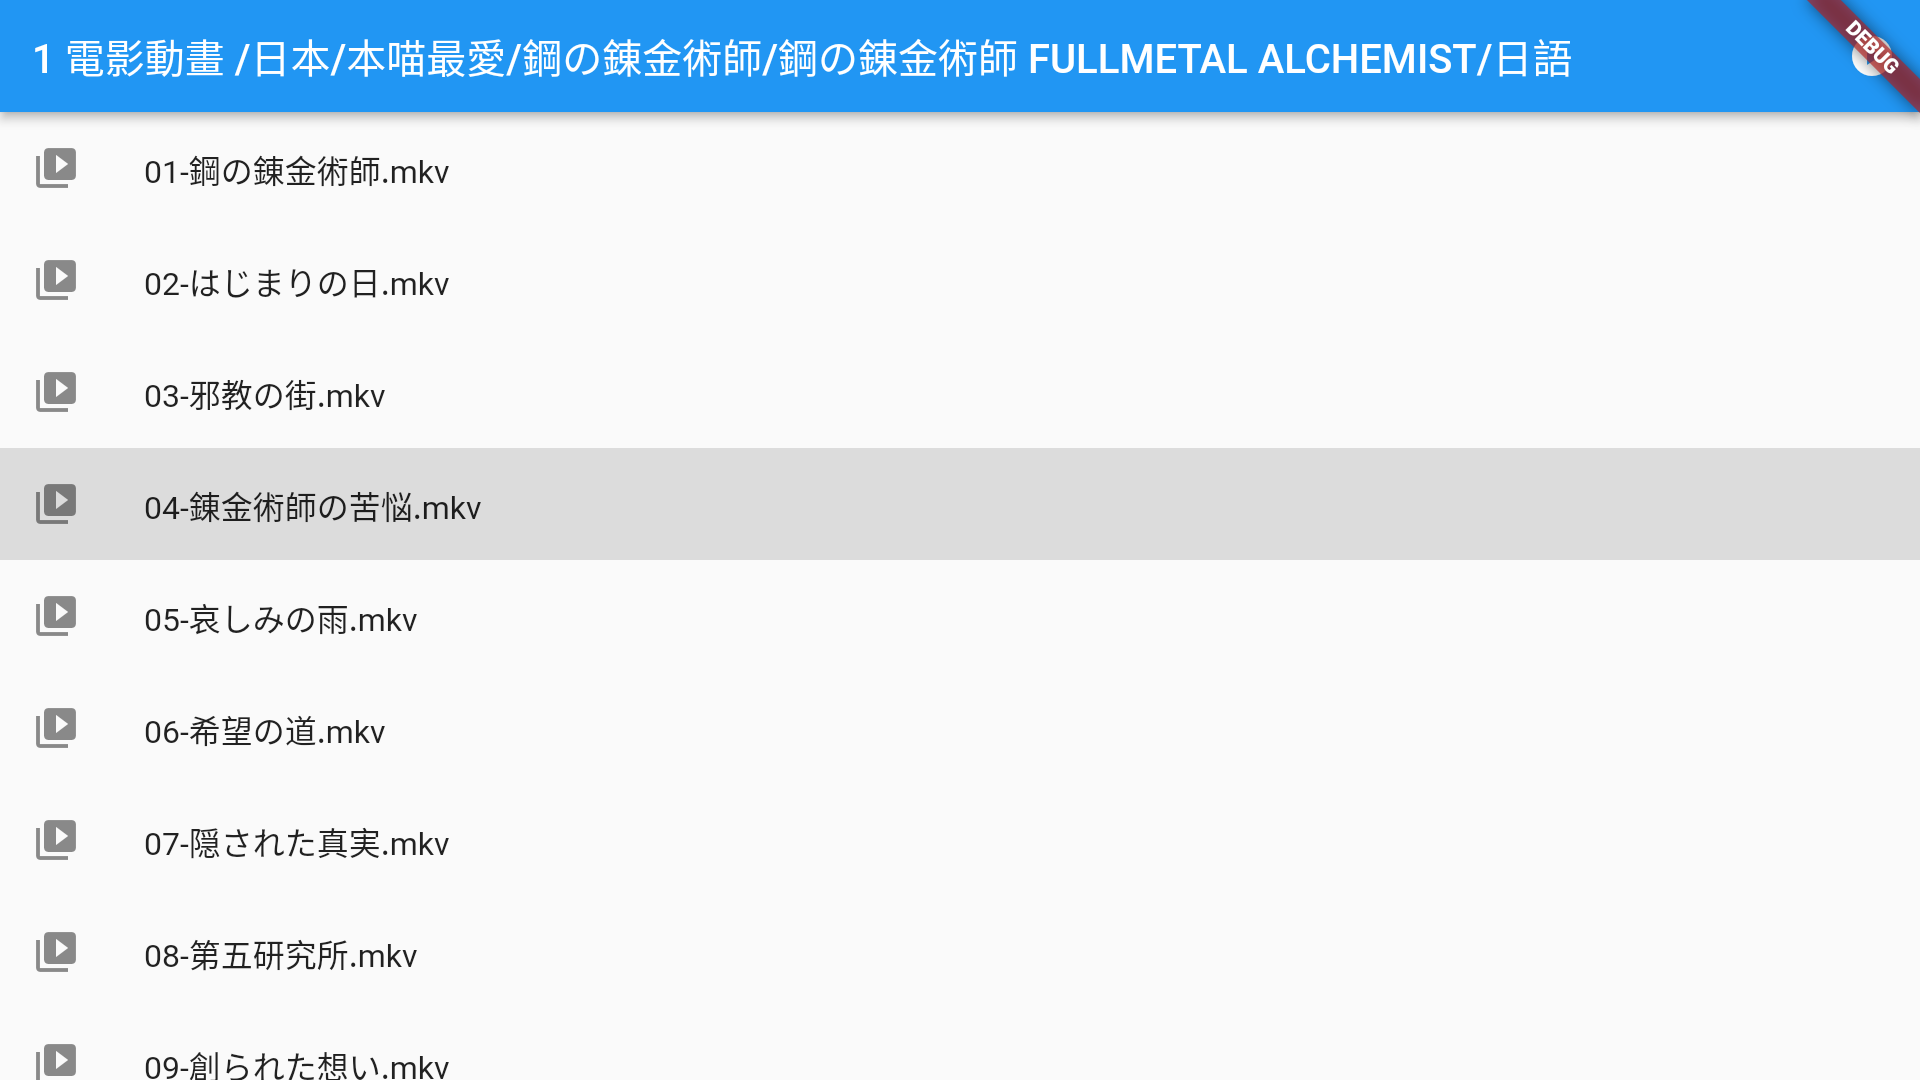 1 電影動畫 /日本/本喵最愛/鋼の錬金術師/鋼の錬金術師 FULLMETAL ALCHEMIST/日語
DEBUG
01-鋼の錬金術師.mkv
02-はじまりの日.mkv
03-邪教の街.mkv
04-錬金術師の苦悩.mkv
05-哀しみの雨.mkv
06-希望の道.mkv
07-隠された真実.mkv
08-第五研究所.mkv
09-創られた想い.mkv